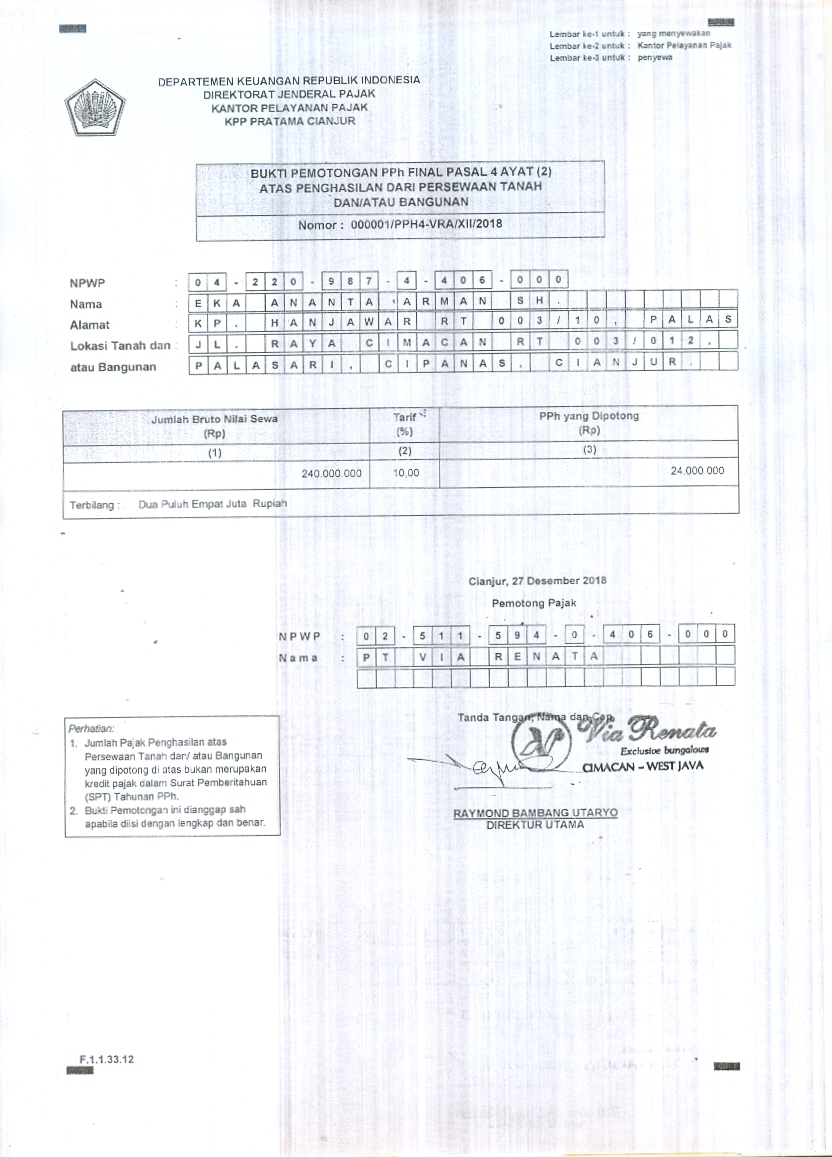 Lembar ke-1 untuk : yang menyewakan
Lembar ke-2 untuk : Kantor Pelayanan Pajak
Lembar ke-3 untuk : penyewa
DEPARTEMEN KEUANGAN REPUBLIK INDONESIA
DIREKTORAT JENDERAL PAJAK
KANTOR PELAYANAN PAJAK
KPP PRATAMA CIANJUR
BUKTI PEMOTONGAN PPh FINAL PASAL 4 AYAT (2)
ATAS PENGHASILAN DARI PERSEWAAN TANAH
DAN/ATAU BANGUNAN
Nomor : 000001/PPH4-VRA/XII/2018
NPWP : 04-220-987-4-406-000
Nama : EKA ANANTA ARMAN SH.
Alamat : KP. HANJAWAR RT 003/10, PALAS
Lokasi Tanah dan : JL. RAYA CIMACAN RT 003/012,
atau Bangunan PALASARI, CIPANAS, CIANJUR.
Jumlah Bruto Nilai Sewa (Rp) Tarif (%) PPh yang Dipotong (Rp)
(1) (2) (3)
240.000.000 10,00 24.000.000
Terbilang : Dua Puluh Empat Juta Rupiah
Cianjur, 27 Desember 2018
Pemotong Pajak
NPWP : 02-511-594-0-406-000
Nama : PT VIA RENATA
Tanda Tangan, Nama dan Cap
Via Renata
Exclusive bungalows
CIMACAN - WEST JAVA
RAYMOND BAMBANG UTARYO
DIREKTUR UTAMA
Perhatian:
1. Jumlah Pajak Penghasilan atas
Persewaan Tanah dan/ atau Bangunan
yang dipotong di atas bukan merupakan
kredit pajak dalam Surat Pemberitahuan
(SPT) Tahunan PPh.
2. Bukti Pemotongan ini dianggap sah
apabila diisi dengan lengkap dan benar.
F.1.1.33.12